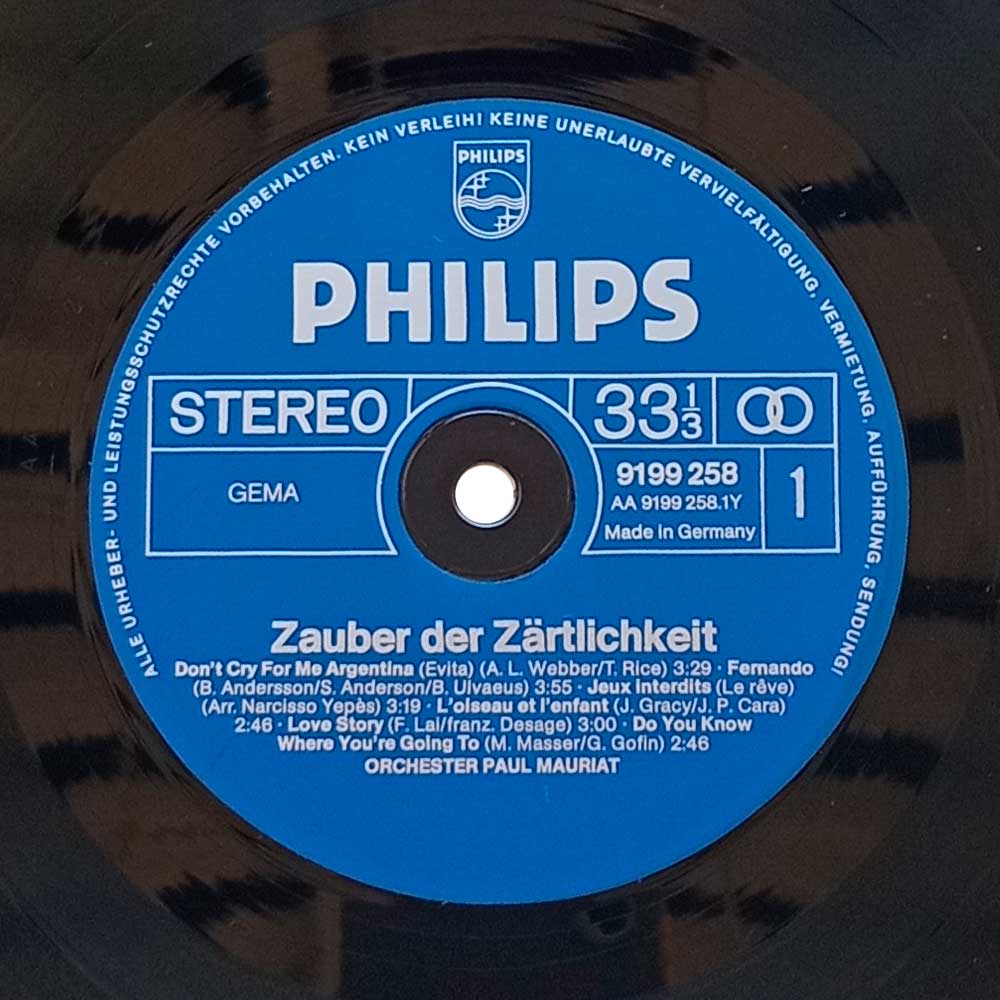 ALLE URHEBER- UND LEISTUNGSSCHUTZRECHTE VORBEHALTEN. KEIN VERLEIH! KEINE UNERLAUBTE VERVIELFÄLTIGUNG, VERMIETUNG, AUFFÜHRUNG, SENDUNG!
PHILIPS
PHILIPS
STEREO
33 1/3
GEMA
9199 258
AA 9199 258.1Y
Made in Germany
1
Zauber der Zärtlichkeit
Don't Cry For Me Argentina (Evita) (A. L. Webber/T. Rice) 3:29 · Fernando
(B. Andersson/S. Anderson/B. Ulvaeus) 3:55 · Jeux Interdits (Le rêve)
(Arr. Narcisso Yepès) 3:19 · L'oiseau et l'enfant (J. Gracy/J. P. Cara)
2:46 · Love Story (F. Lai/franz. Desage) 3:00 · Do You Know
Where You're Going To (M. Masser/G. Gofin) 2:46
ORCHESTER PAUL MAURIAT